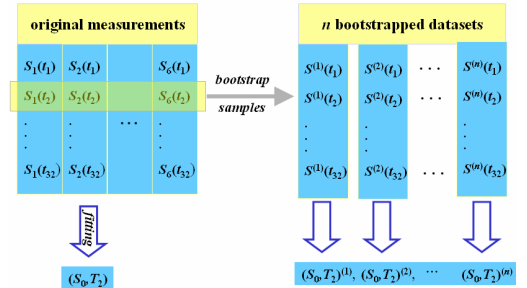 original measurements
S₁(t₁) S₂(t₁) S₆(t₁)
S₁(t₂) S₂(t₂) S₆(t₂)
. . ... .
. . .
. . .
S₁(t₃₂) S₂(t₃₂) S₆(t₃₂)
fitting
(S₀,T₂)
bootstrap
samples
n bootstrapped datasets
S⁽¹⁾(t₁) S⁽²⁾(t₁) . . . S⁽ⁿ⁾(t₁)
S⁽¹⁾(t₂) S⁽²⁾(t₂) . . . S⁽ⁿ⁾(t₂)
. . .
. . .
. . .
S⁽¹⁾(t₃₂) S⁽²⁾(t₃₂) . . . S⁽ⁿ⁾(t₃₂)
(S₀,T₂)⁽¹⁾, (S₀,T₂)⁽²⁾, ... (S₀,T₂)⁽ⁿ⁾